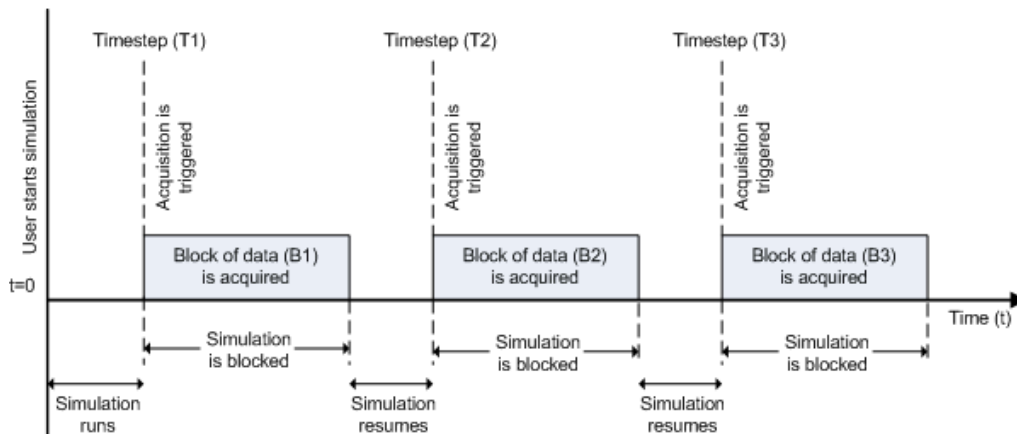 User starts simulation
Timestep (T1)
Timestep (T2)
Timestep (T3)
Acquisition is
triggered
Acquisition is
triggered
Acquisition is
triggered
Block of data (B1)
is acquired
Block of data (B2)
is acquired
Block of data (B3)
is acquired
t=0
Time (t)
Simulation
is blocked
Simulation
is blocked
Simulation
is blocked
Simulation
runs
Simulation
resumes
Simulation
resumes